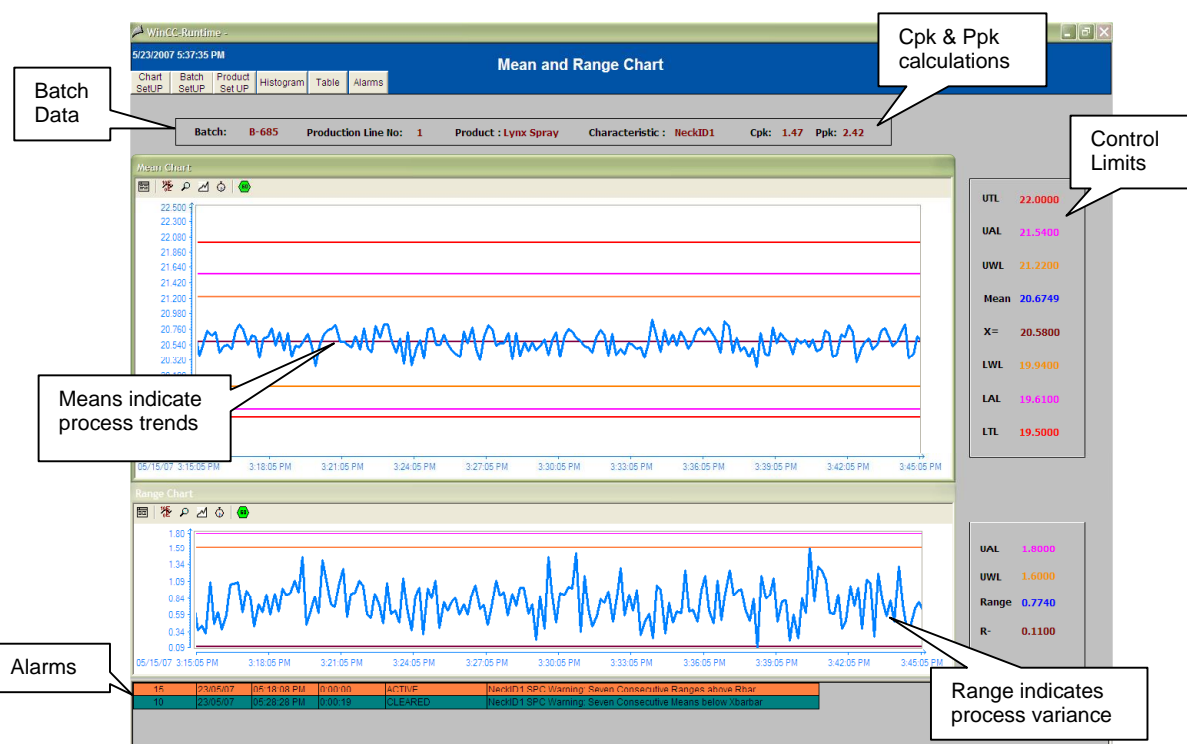 WinCC-Runtime -
5/23/2007 5:37:35 PM
Mean and Range Chart
Chart SetUP
Batch SetUP
Product Set UP
Histogram
Table
Alarms
Cpk & Ppk calculations
Batch Data
Batch: B-685 Production Line No: 1 Product : Lynx Spray Characteristic : NeckID1 Cpk: 1.47 Ppk: 2.42
Control Limits
Mean Chart
22.500
22.300
22.080
21.860
21.640
21.420
21.200
20.980
20.760
20.540
20.320
05/15/07 3:15:05 PM 3:18:05 PM 3:21:05 PM 3:24:05 PM 3:27:05 PM 3:30:05 PM 3:33:05 PM 3:36:05 PM 3:39:05 PM 3:42:05 PM 3:45:05 PM
Means indicate process trends
UTL 22.0000
UAL 21.5400
UWL 21.2200
Mean 20.6749
X= 20.5800
LWL 19.9400
LAL 19.6100
LTL 19.5000
Range Chart
1.80
1.59
1.34
1.09
0.84
0.59
0.34
0.09
05/15/07 3:15:05 PM 3:18:05 PM 3:21:05 PM 3:24:05 PM 3:27:05 PM 3:30:05 PM 3:33:05 PM 3:36:05 PM 3:39:05 PM 3:42:05 PM 3:45:05 PM
UAL 1.8000
UWL 1.6000
Range 0.7740
R- 0.1100
Alarms
15 23/05/07 05:18:08 PM 0:00:00 ACTIVE NeckID1 SPC Warning: Seven Consecutive Ranges above Rbar
10 23/05/07 05:28:28 PM 0:00:19 CLEARED NeckID1 SPC Warning: Seven Consecutive Means below Xbarbar
Range indicates process variance